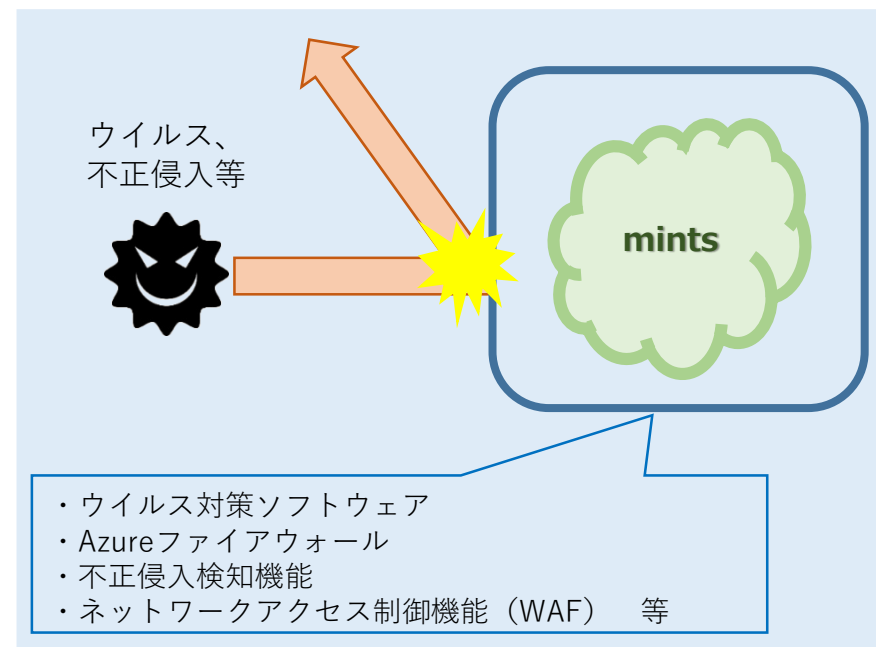 ウイルス、
不正侵入等
mints
・ウイルス対策ソフトウェア
・Azureファイアウォール
・不正侵入検知機能
・ネットワークアクセス制御機能（WAF）　等